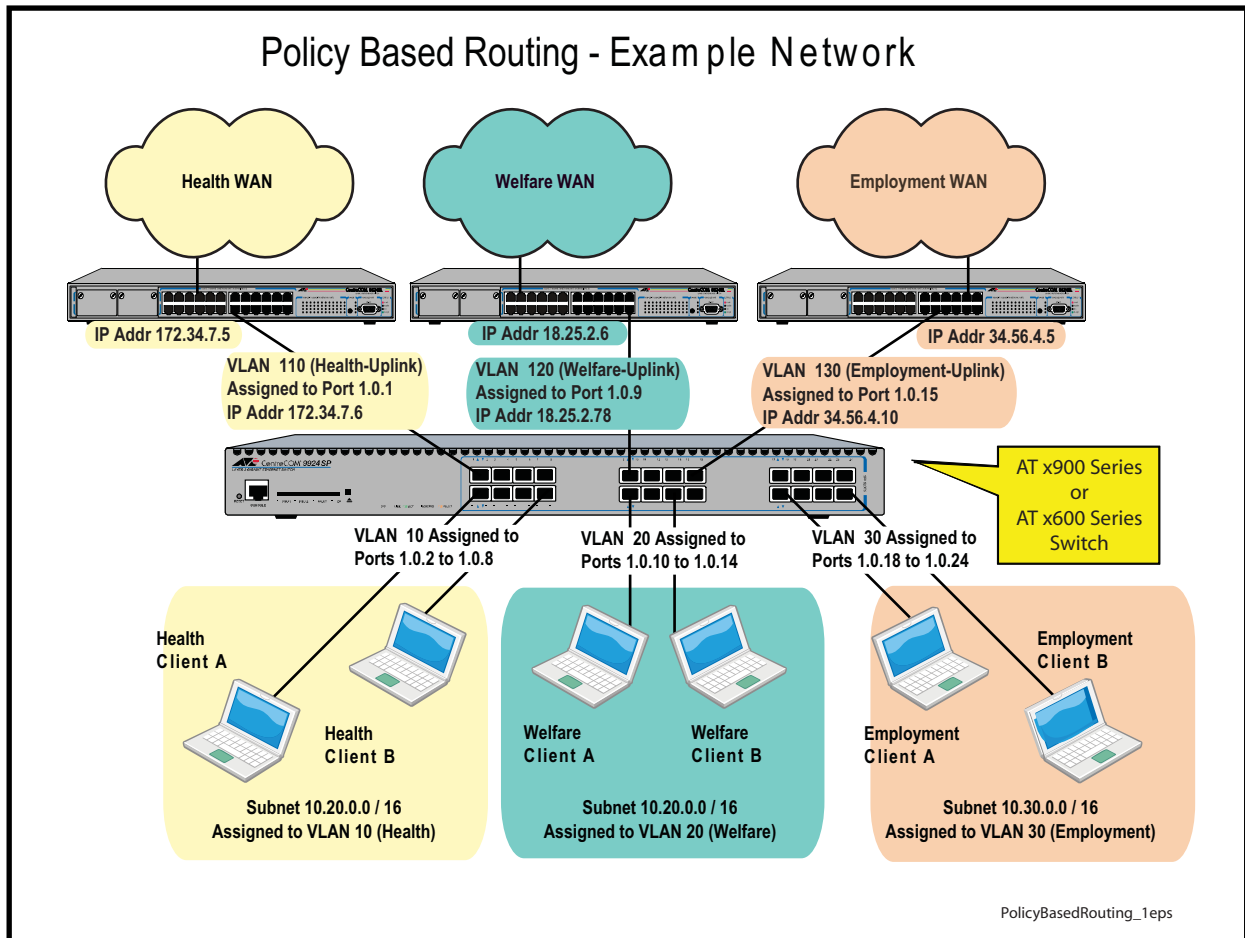 Policy Based Routing - Example Network
Health WAN
Welfare WAN
Employment WAN
IP Addr 172.34.7.5
IP Addr 18.25.2.6
IP Addr 34.56.4.5
VLAN 110 (Health-Uplink)
Assigned to Port 1.0.1
IP Addr 172.34.7.6
VLAN 120 (Welfare-Uplink)
Assigned to Port 1.0.9
IP Addr 18.25.2.78
VLAN 130 (Employment-Uplink)
Assigned to Port 1.0.15
IP Addr 34.56.4.10
CentreCOM 9924SP
AT x900 Series
or
AT x600 Series
Switch
VLAN 10 Assigned to
Ports 1.0.2 to 1.0.8
VLAN 20 Assigned to
Ports 1.0.10 to 1.0.14
VLAN 30 Assigned to
Ports 1.0.18 to 1.0.24
Health
Client A
Health
Client B
Welfare
Client A
Welfare
Client B
Employment
Client A
Employment
Client B
Subnet 10.20.0.0 / 16
Assigned to VLAN 10 (Health)
Subnet 10.20.0.0 / 16
Assigned to VLAN 20 (Welfare)
Subnet 10.30.0.0 / 16
Assigned to VLAN 30 (Employment)
PolicyBasedRouting_1eps